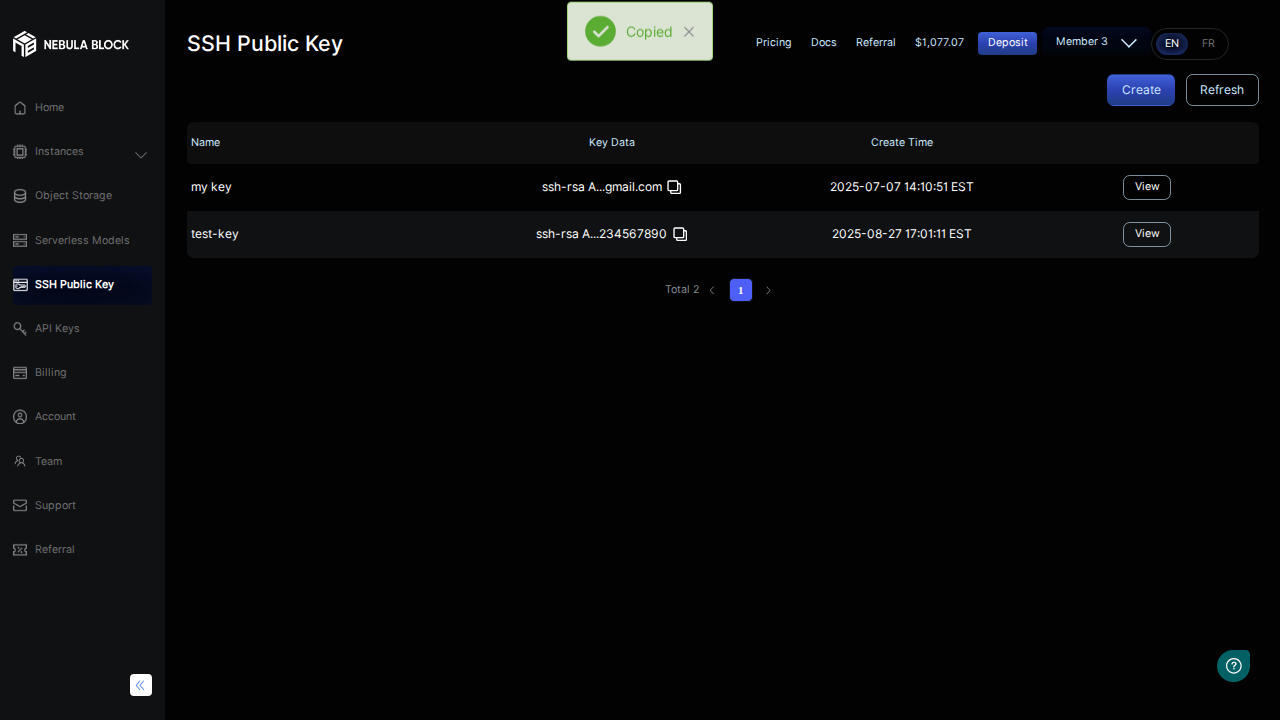 NEBULA BLOCK
SSH Public Key
Copied
Pricing
Docs
Referral
$1,077.07
Deposit
Member 3
EN
FR
Create
Refresh
Home
Instances
Object Storage
Serverless Models
SSH Public Key
API Keys
Billing
Account
Team
Support
Referral
Name Key Data Create Time
my key ssh-rsa A...gmail.com 2025-07-07 14:10:51 EST View
test-key ssh-rsa A...234567890 2025-08-27 17:01:11 EST View
Total 2 1